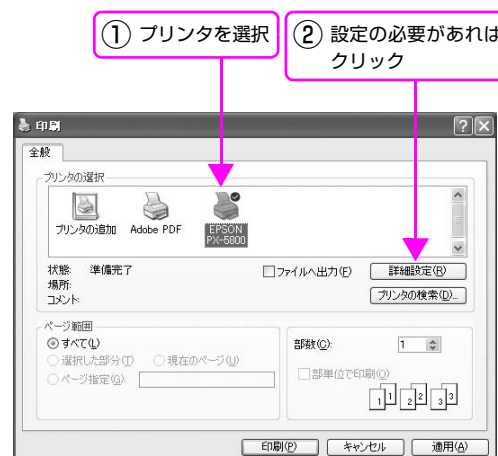 ① プリンタを選択
② 設定の必要があれば
クリック
印刷
全般
プリンタの選択
プリンタの追加 Adobe PDF EPSON
PX-5800
状態: 準備完了
場所:
コメント:
ファイルへ出力(F) 詳細設定(R)
プリンタの検索(D)...
ページ範囲
すべて(L)
選択した部分(T) 現在のページ(U)
ページ指定(G):
部数(C): 1
部単位で印刷(O)
1 1 2 2 3 3
印刷(P) キャンセル 適用(A)